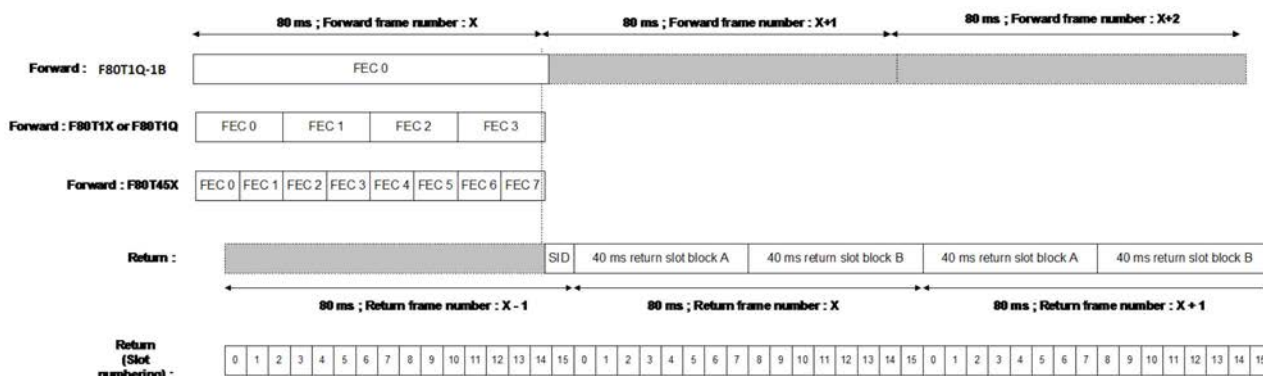 80 ms ; Forward frame number : X
80 ms ; Forward frame number : X+1
80 ms ; Forward frame number : X+2
Forward : F80T1Q-1B
FEC 0
Forward : F80T1X or F80T1Q
FEC 0 FEC 1 FEC 2 FEC 3
Forward : F80T45X
FEC 0 FEC 1 FEC 2 FEC 3 FEC 4 FEC 5 FEC 6 FEC 7
Return :
SID 40 ms return slot block A 40 ms return slot block B 40 ms return slot block A 40 ms return slot block B
80 ms ; Return frame number : X - 1
80 ms ; Return frame number : X
80 ms ; Return frame number : X + 1
Return
(Slot
numbering) :
0 1 2 3 4 5 6 7 8 9 10 11 12 13 14 15 0 1 2 3 4 5 6 7 8 9 10 11 12 13 14 15 0 1 2 3 4 5 6 7 8 9 10 11 12 13 14 15